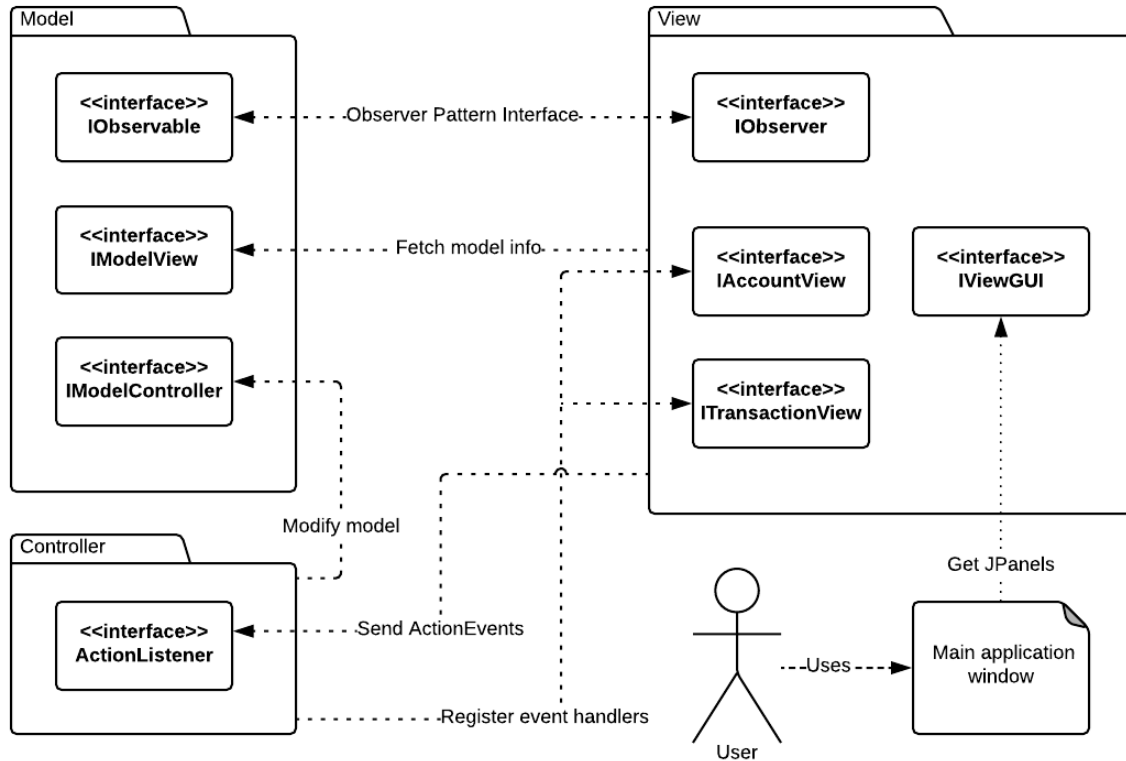 Model
<<interface>>
IObservable
<<interface>>
IModelView
<<interface>>
IModelController
Observer Pattern Interface
Fetch model info
View
<<interface>>
IObserver
<<interface>>
IAccountView
<<interface>>
IViewGUI
<<interface>>
ITransactionView
Modify model
Controller
<<interface>>
ActionListener
Send ActionEvents
Register event handlers
Get JPanels
Uses
Main application
window
User